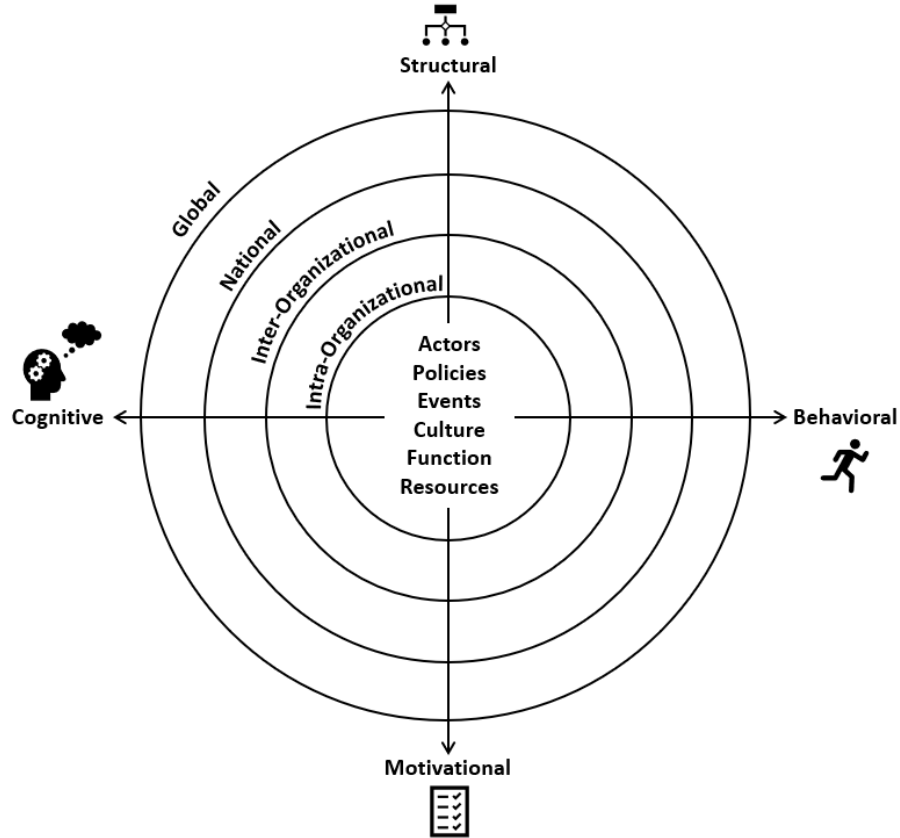 Structural
Global
National
Inter-Organizational
Intra-Organizational
Actors
Policies
Events
Culture
Function
Resources
Cognitive
Behavioral
Motivational